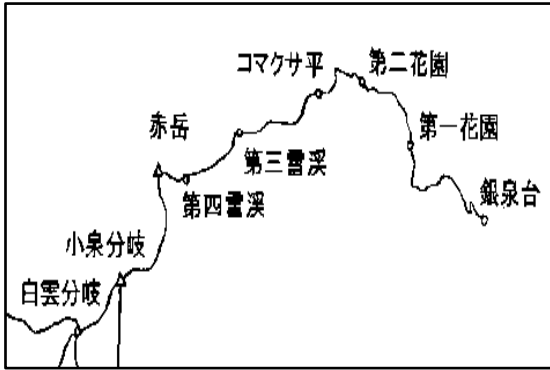 コマクサ平
第二花園
赤岳
第一花園
第三雪渓
第四雪渓
銀泉台
小泉分岐
白雲分岐